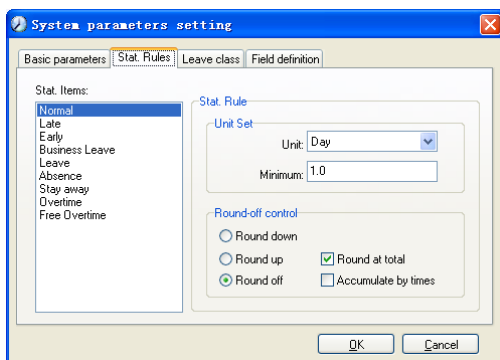 System parameters setting
Basic parameters Stat. Rules Leave class Field definition
Stat. Items:
Normal
Late
Early
Business Leave
Leave
Absence
Stay away
Overtime
Free Overtime
Stat. Rule
Unit Set
Unit: Day
Minimum: 1.0
Round-off control
Round down
Round up Round at total
Round off Accumulate by times
OK Cancel